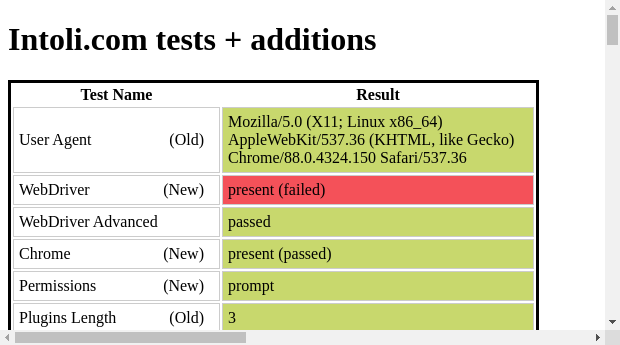 Intoli.com tests + additions
Test Name Result
User Agent (Old) Mozilla/5.0 (X11; Linux x86_64)
AppleWebKit/537.36 (KHTML, like Gecko)
Chrome/88.0.4324.150 Safari/537.36
WebDriver (New) present (failed)
WebDriver Advanced passed
Chrome (New) present (passed)
Permissions (New) prompt
Plugins Length (Old) 3